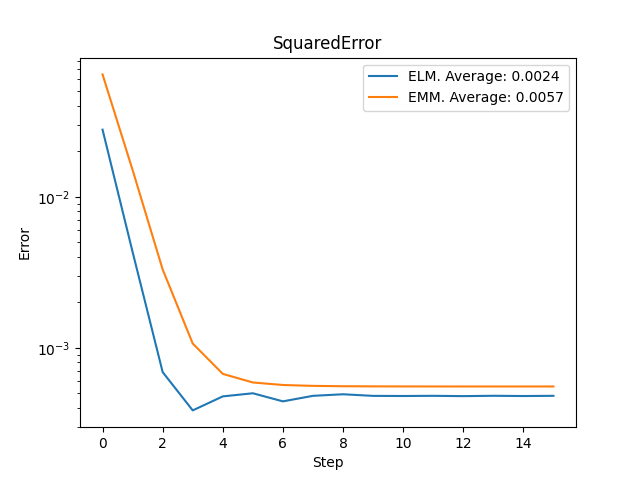 SquaredError
ELM. Average: 0.0024
EMM. Average: 0.0057
Error
10⁻²
10⁻³
0 2 4 6 8 10 12 14
Step